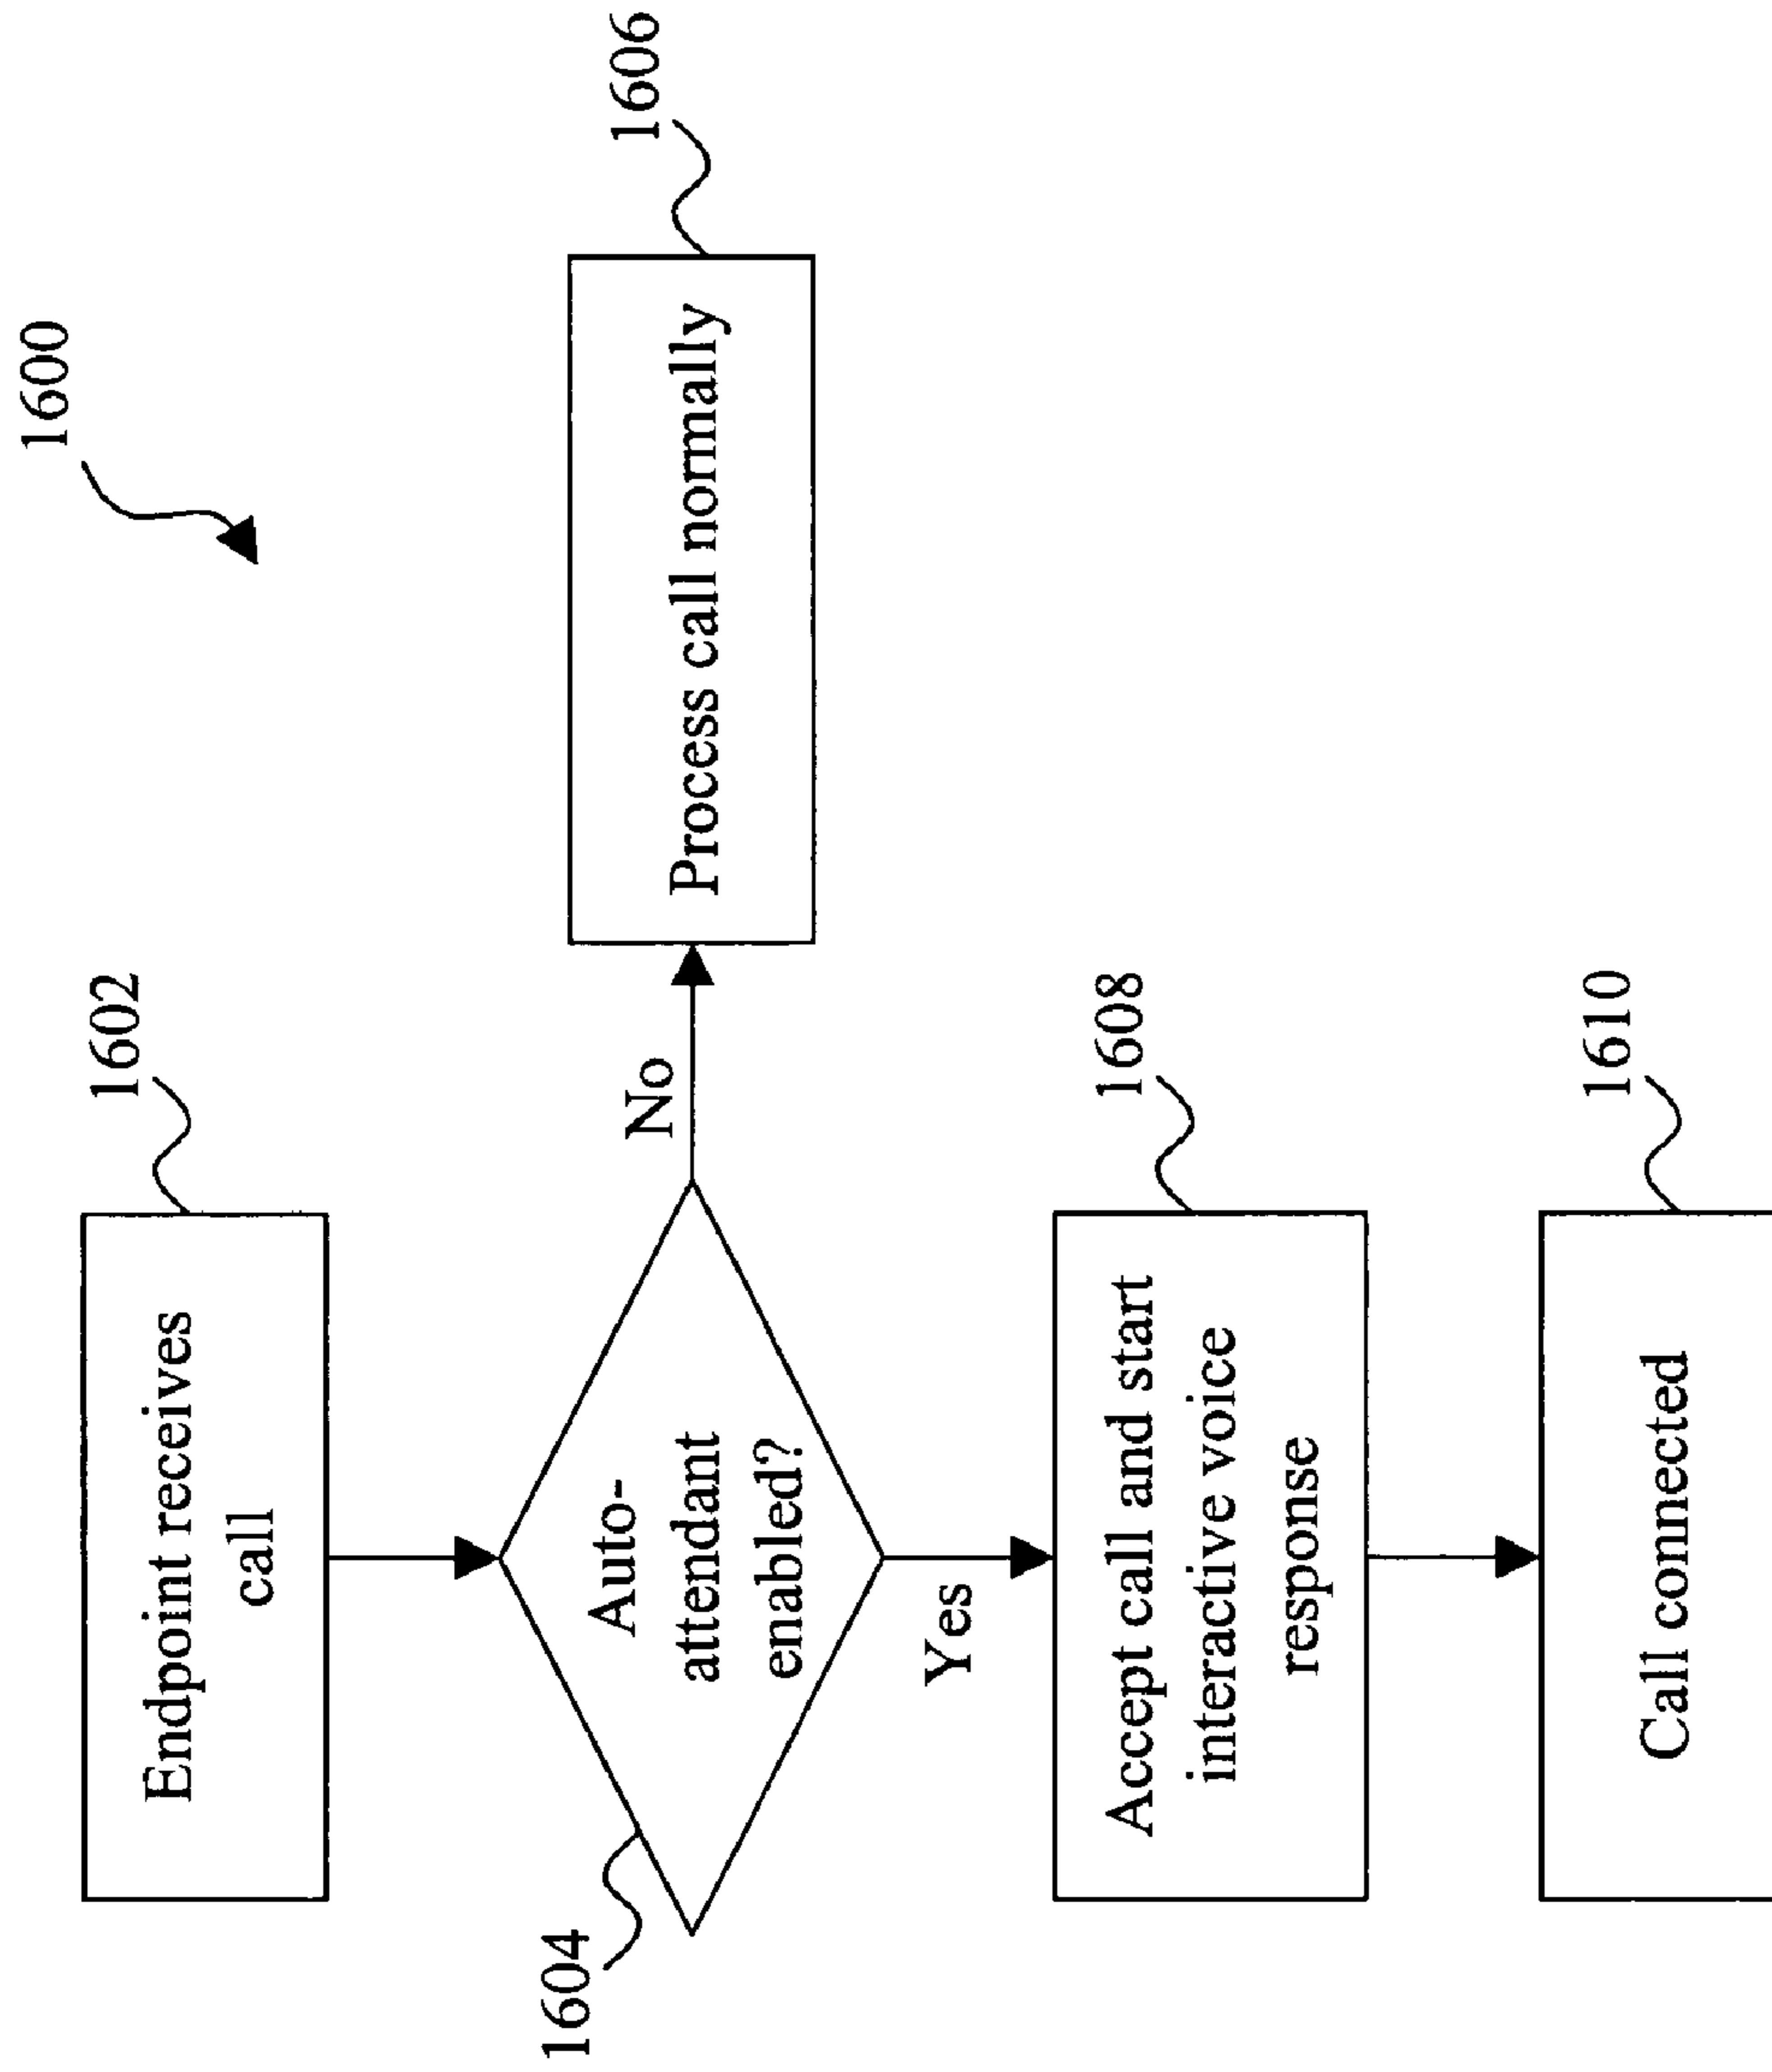 1600
1602
Endpoint receives
call
1604
Auto-
attendant
enabled?
No
1606
Process call normally
Yes
1608
Accept call and start
interactive voice
response
1610
Call connected